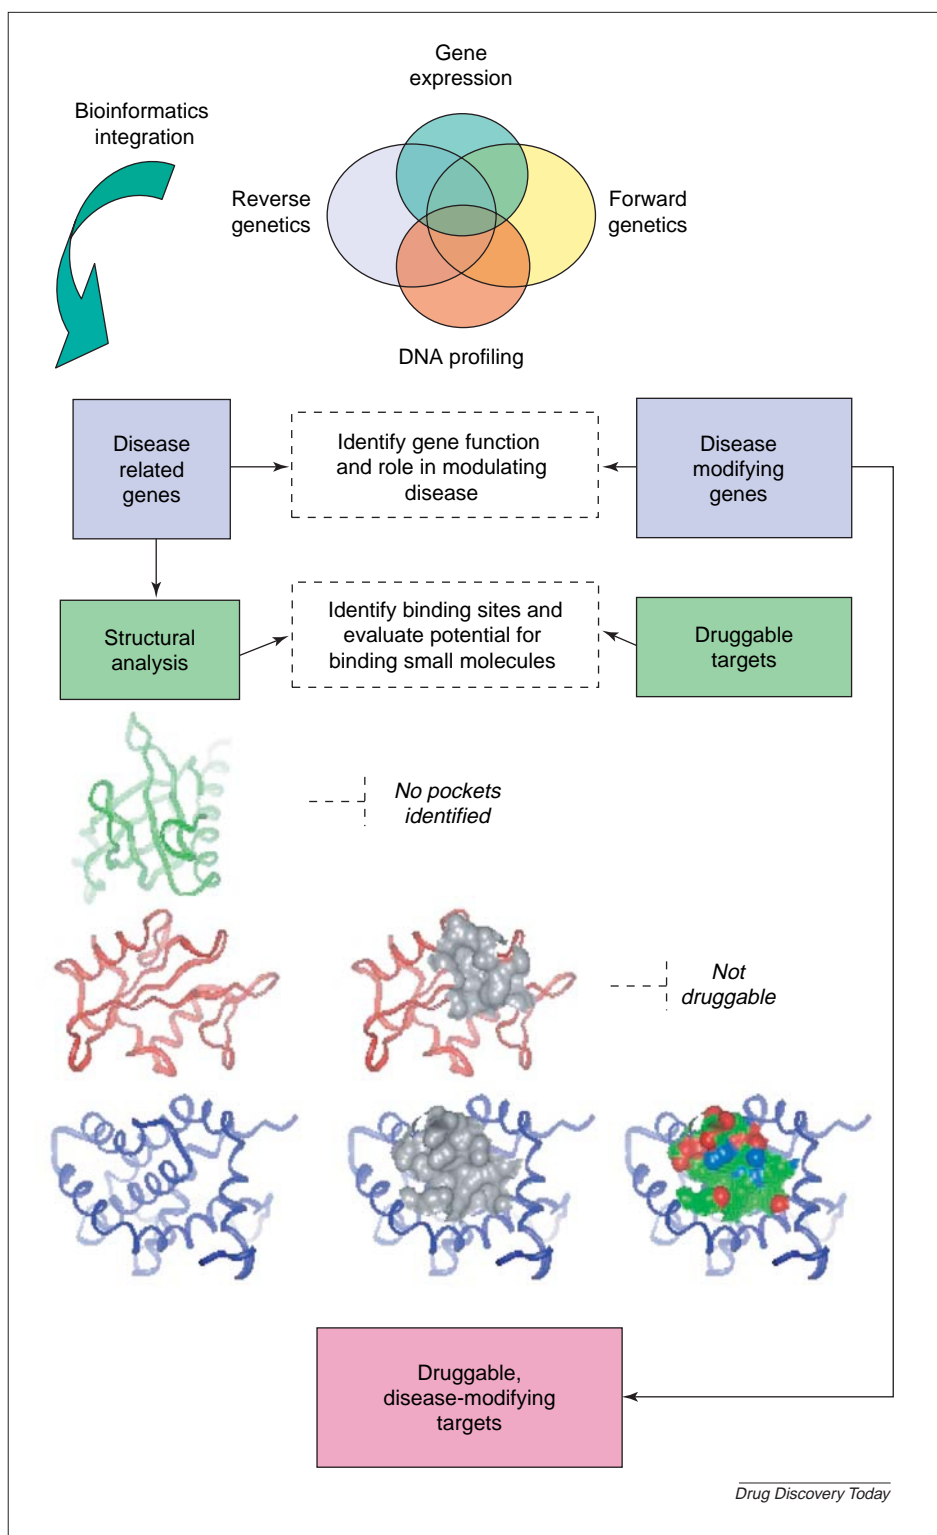 Gene
expression
Bioinformatics
integration
Reverse
genetics
Forward
genetics
DNA profiling
Disease
related
genes
Identify gene function
and role in modulating
disease
Disease
modifying
genes
Structural
analysis
Identify binding sites and
evaluate potential for
binding small molecules
Druggable
targets
No pockets
identified
Not
druggable
Druggable,
disease-modifying
targets
Drug Discovery Today